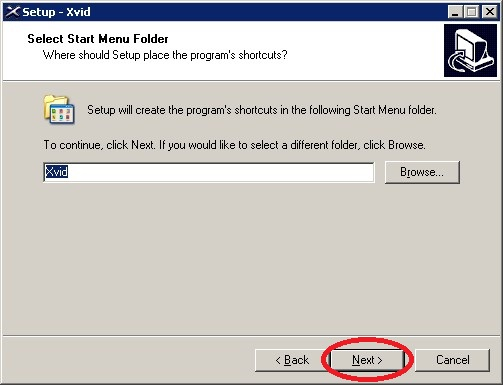 Setup - Xvid
Select Start Menu Folder
Where should Setup place the program's shortcuts?
Setup will create the program's shortcuts in the following Start Menu folder.
To continue, click Next. If you would like to select a different folder, click Browse.
Xvid
Browse...
< Back
Next >
Cancel